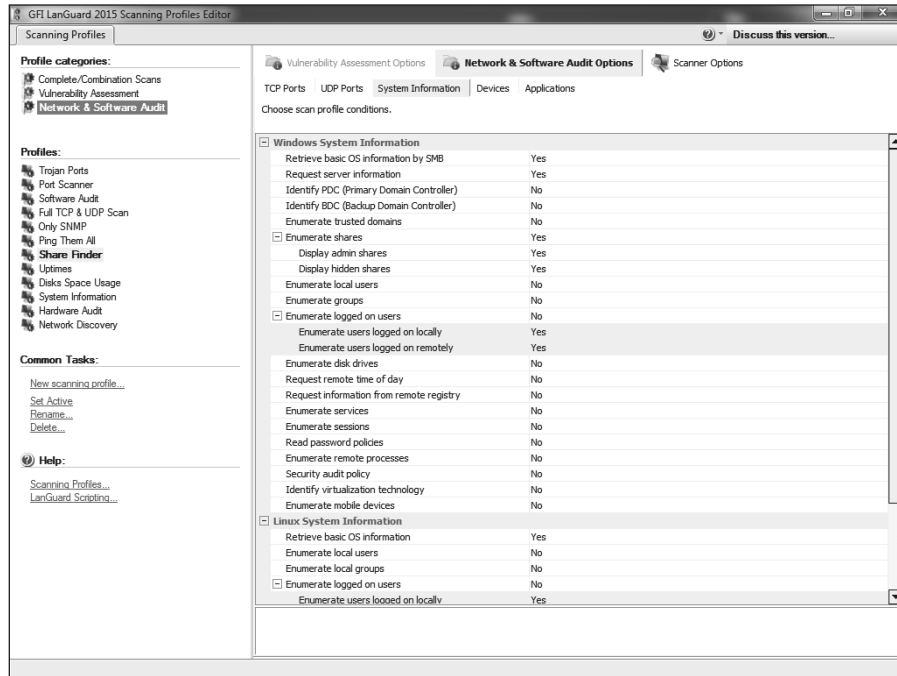 GFI LanGuard 2015 Scanning Profiles Editor
Scanning Profiles
Discuss this version...
Profile categories:
Complete/Combination Scans
Vulnerability Assessment
Network & Software Audit
Profiles:
Trojan Ports
Port Scanner
Software Audit
Full TCP & UDP Scan
Only SNMP
Ping Them All
Share Finder
Uptimes
Disks Space Usage
System Information
Hardware Audit
Network Discovery
Common Tasks:
New scanning profile...
Set Active
Rename...
Delete...
Help:
Scanning Profiles...
LanGuard Scripting...
Vulnerability Assessment Options Network & Software Audit Options Scanner Options
TCP Ports UDP Ports System Information Devices Applications
Choose scan profile conditions.
Windows System Information
Retrieve basic OS information by SMB Yes
Request server information Yes
Identify PDC (Primary Domain Controller) No
Identify BDC (Backup Domain Controller) No
Enumerate trusted domains No
Enumerate shares Yes
Display admin shares Yes
Display hidden shares Yes
Enumerate local users No
Enumerate groups No
Enumerate logged on users No
Enumerate users logged on locally Yes
Enumerate users logged on remotely Yes
Enumerate disk drives No
Request remote time of day No
Request information from remote registry No
Enumerate services No
Enumerate sessions No
Read password policies No
Enumerate remote processes No
Security audit policy No
Identify virtualization technology No
Enumerate mobile devices No
Linux System Information
Retrieve basic OS information Yes
Enumerate local users No
Enumerate local groups No
Enumerate logged on users No
Enumerate users logged on locally Yes